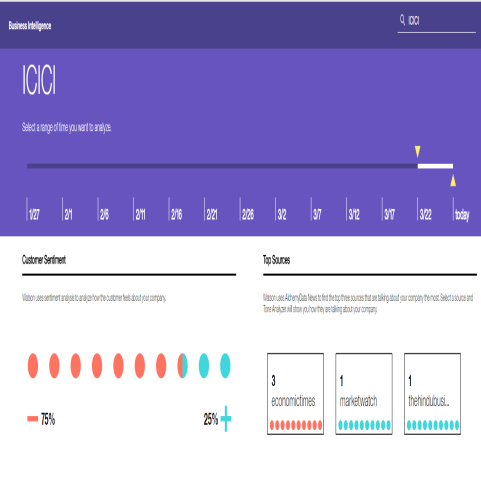 Business Intelligence
ICICI
ICICI
Select a range of time you want to analyze.
1/27 2/1 2/6 2/11 2/16 2/21 2/26 3/2 3/7 3/12 3/17 3/22 today
Customer Sentiment
Watson uses sentiment analysis to analyze how the customer feels about your company.
75% 25%
Top Sources
Watson uses AlchemyData News to find the top three sources that are talking about your company the most. Select a source and
Tone Analyzer will show you how they are talking about your company.
3 1 1
economictimes marketwatch thehindubusi...